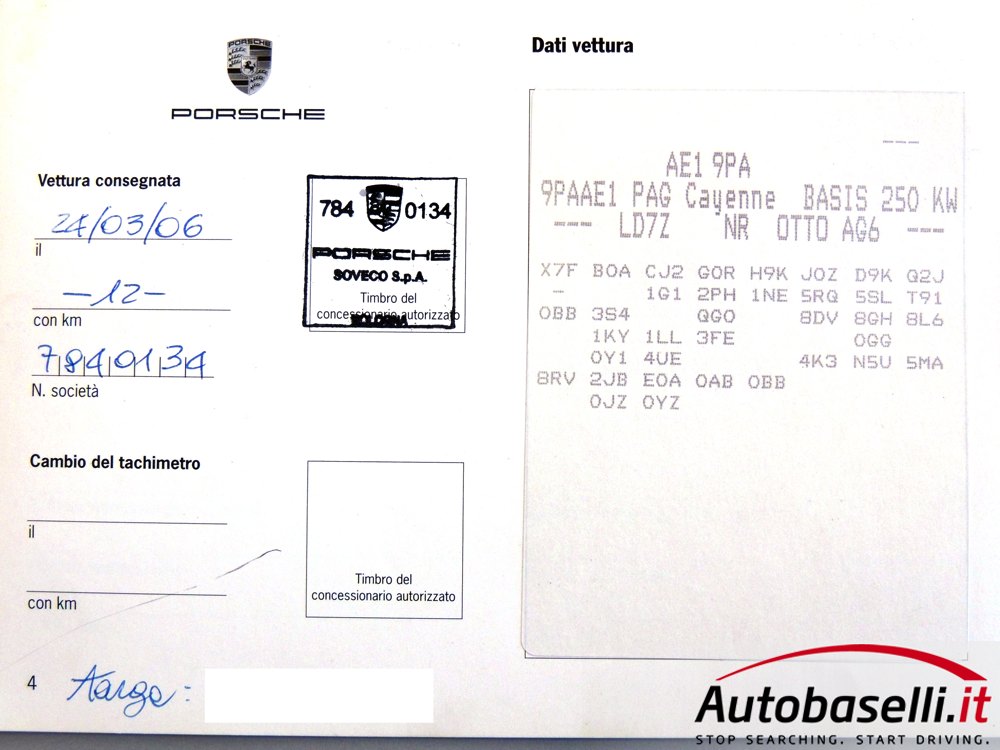 PORSCHE
PORSCHE
Vettura consegnata
24/03/06
il
-12-
con km
7840134
N. società
784 0134
PORSCHE
SOVECO S.p.A.
Timbro del
concessionario autorizzato
BOLOGNA
Cambio del tachimetro
il
con km
Timbro del
concessionario autorizzato
4
Targa:
Dati vettura
---
AE1 9PA
9PAAE1 PAG Cayenne BASIS 250 KW
--- LD7Z NR OTTO AG6 ---
X7F BOA CJ2 GOR H9K JOZ D9K Q2J
- 1G1 2PH 1NE 5RQ 5SL T91
OBB 3S4 QGO 8DV 8GH 8L6
1KY 1LL 3FE OGG
OY1 4UE 4K3 N5U 5MA
8RV 2JB EOA OAB OBB
OJZ OYZ
Autobaselli.it
STOP SEARCHING. START DRIVING.